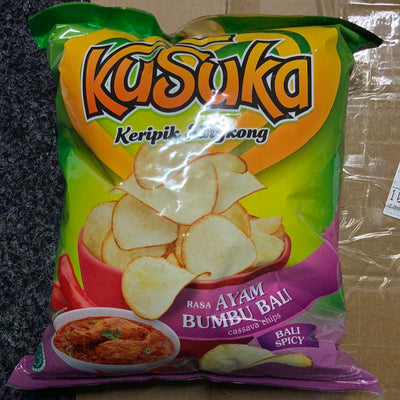 KuSuka
Keripik Singkong
RASA AYAM
BUMBU BALI
cassava chips
BALI
SPICY